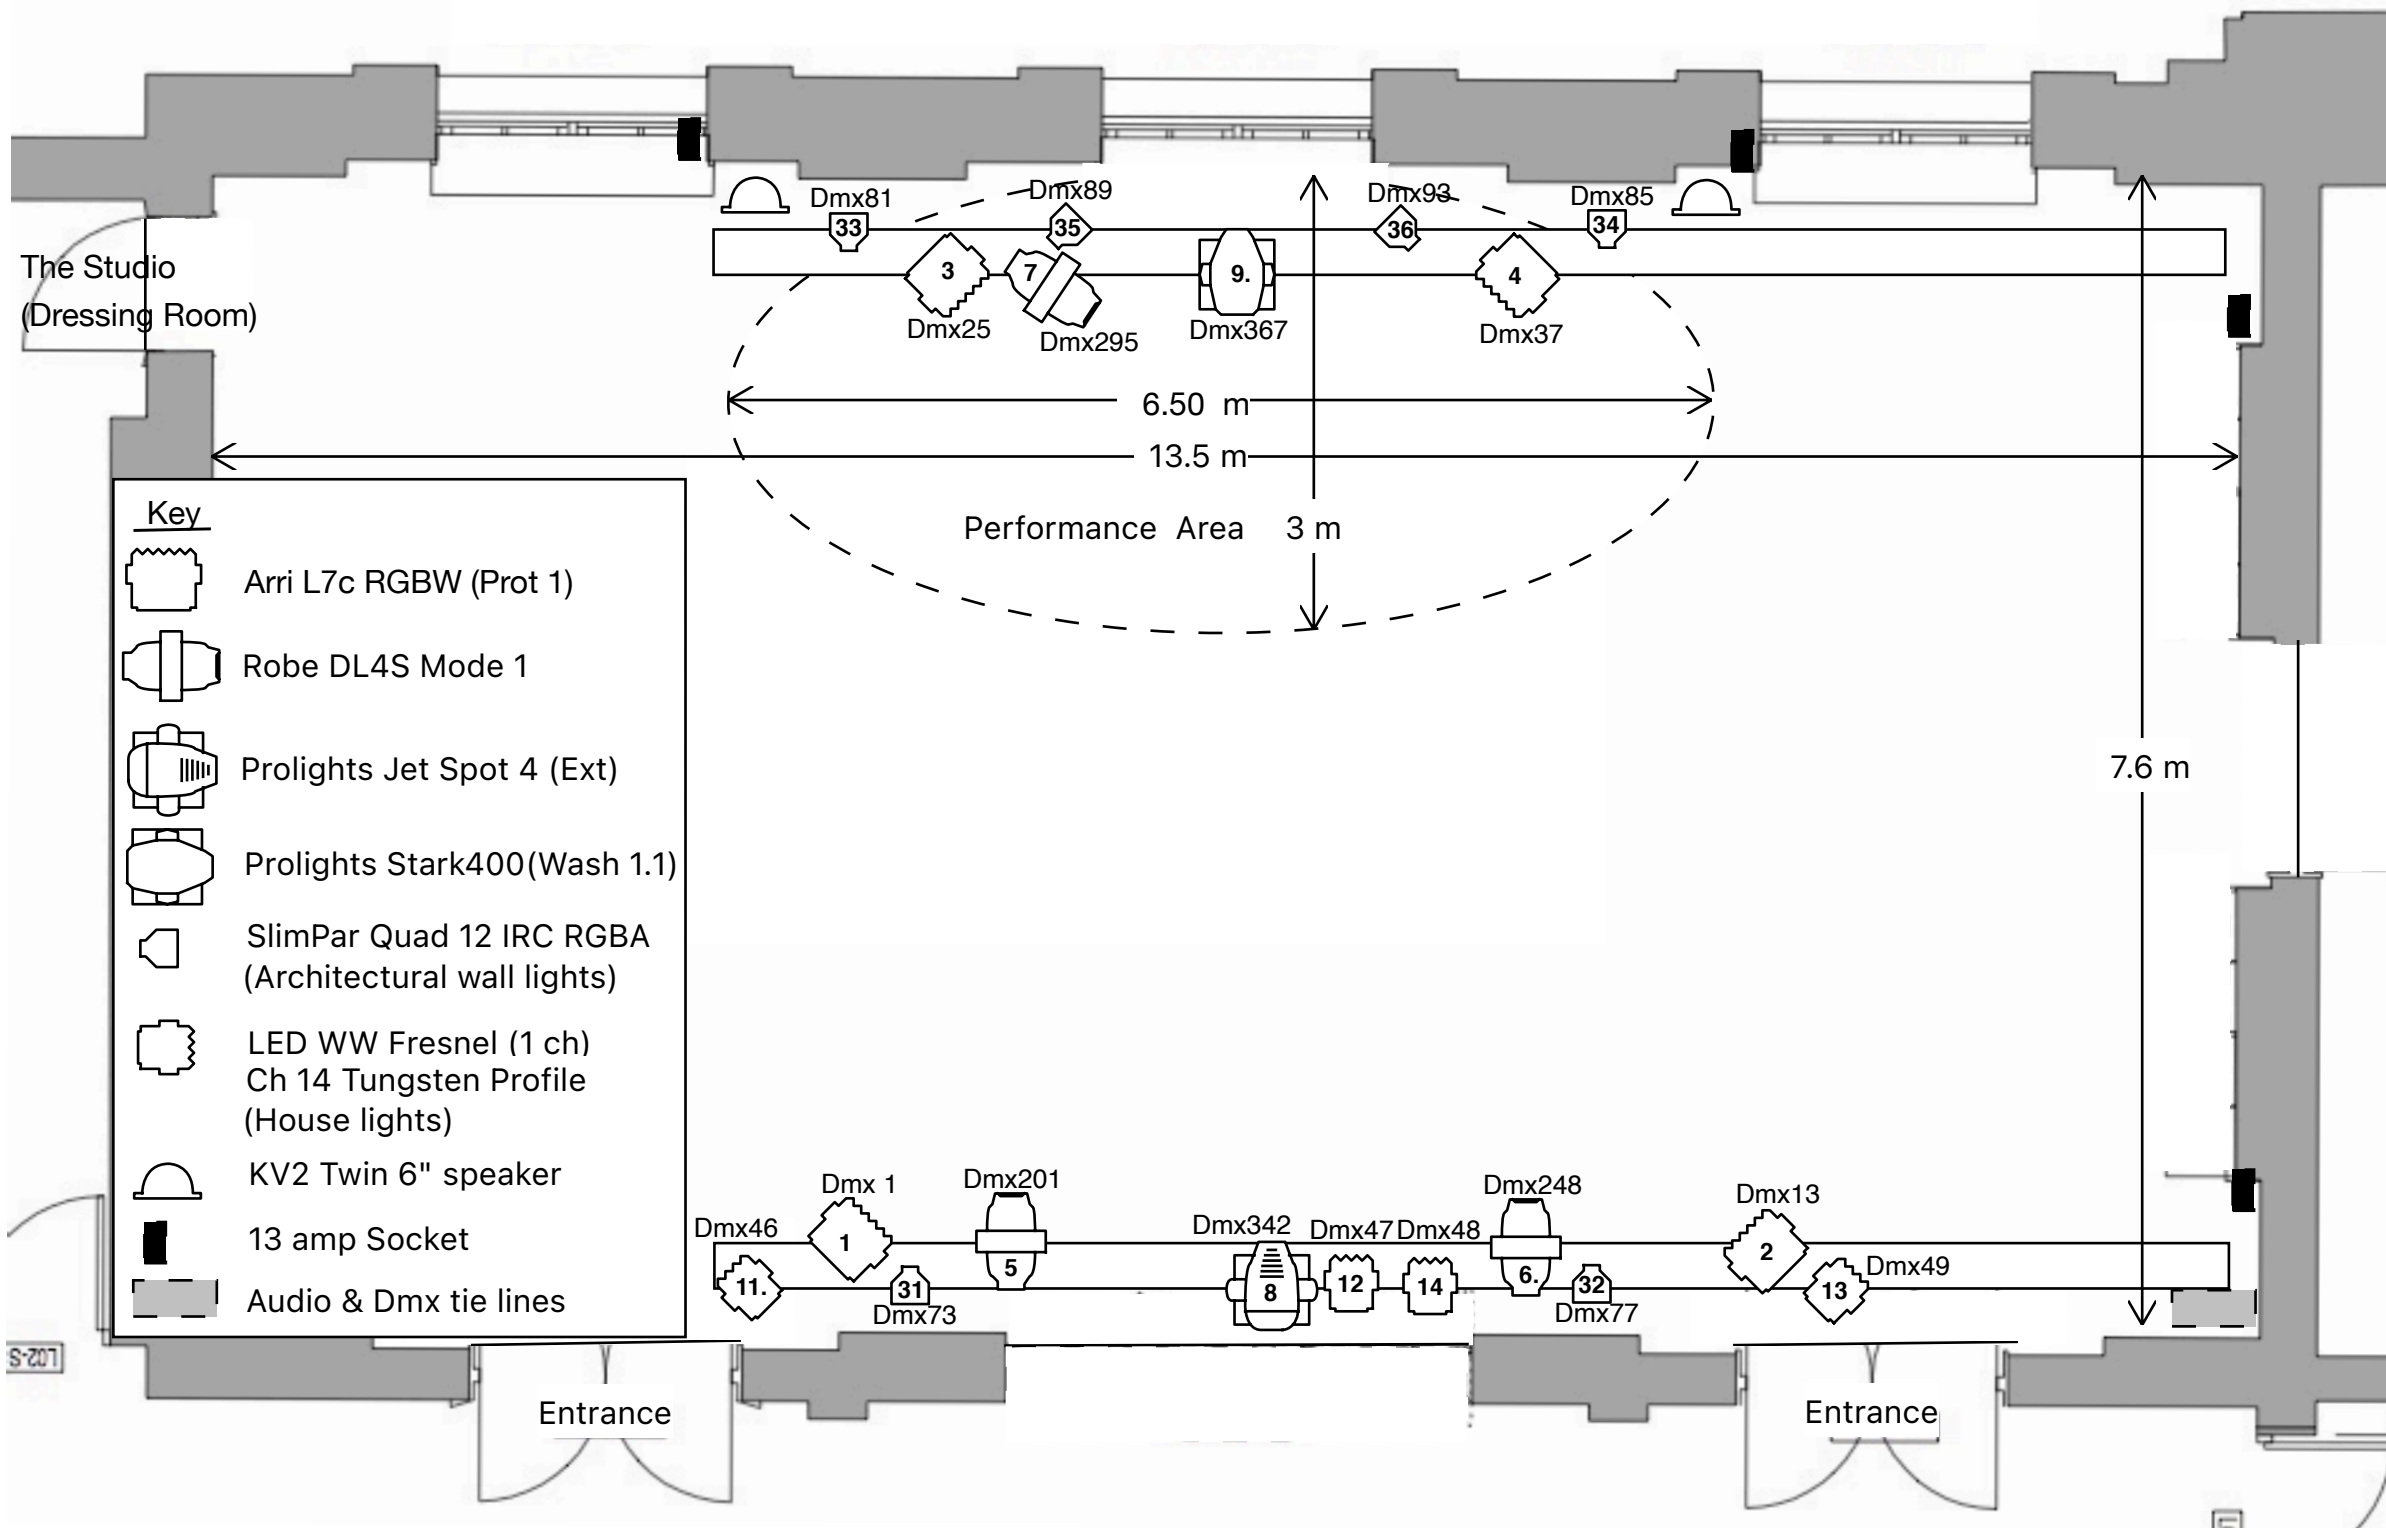 Dmx81
Dmx89
Dmx93
Dmx85
33
35
36
34
The Studio
(Dressing Room)
3
7
9.
4
Dmx25
Dmx295
Dmx367
Dmx37
6.50 m
13.5 m
Performance Area 3 m
7.6 m
Key
Arri L7c RGBW (Prot 1)
Robe DL4S Mode 1
Prolights Jet Spot 4 (Ext)
Prolights Stark400(Wash 1.1)
SlimPar Quad 12 IRC RGBA
(Architectural wall lights)
LED WW Fresnel (1 ch)
Ch 14 Tungsten Profile
(House lights)
KV2 Twin 6" speaker
13 amp Socket
Audio & Dmx tie lines
Dmx46
Dmx 1
Dmx201
Dmx342
Dmx47
Dmx48
Dmx248
Dmx13
Dmx49
11.
1
31
5
8
12
14
6.
32
2
13
Dmx73
Dmx77
L02-S
Entrance
Entrance